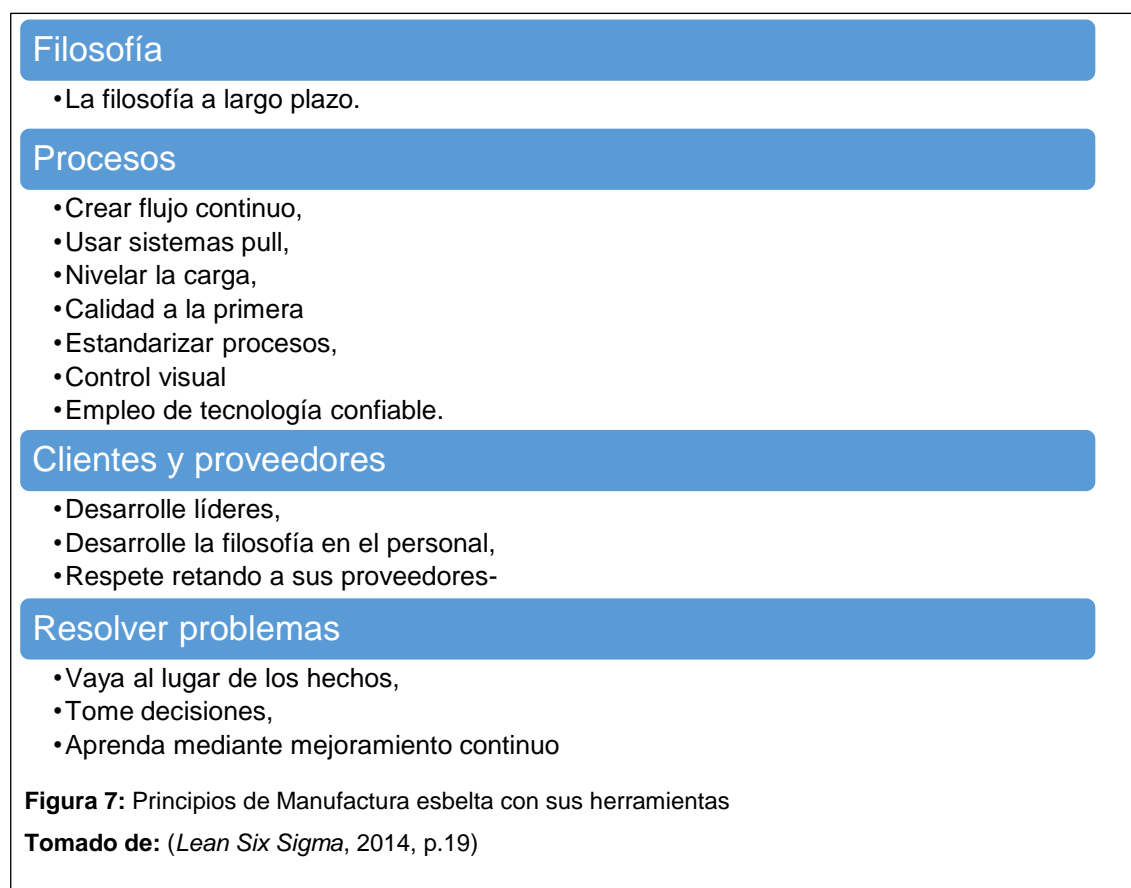 Filosofía
•La filosofía a largo plazo.
Procesos
•Crear flujo continuo,
•Usar sistemas pull,
•Nivelar la carga,
•Calidad a la primera
•Estandarizar procesos,
•Control visual
•Empleo de tecnología confiable.
Clientes y proveedores
•Desarrolle líderes,
•Desarrolle la filosofía en el personal,
•Respete retando a sus proveedores-
Resolver problemas
•Vaya al lugar de los hechos,
•Tome decisiones,
•Aprenda mediante mejoramiento continuo
Figura 7: Principios de Manufactura esbelta con sus herramientas
Tomado de: (Lean Six Sigma, 2014, p.19)